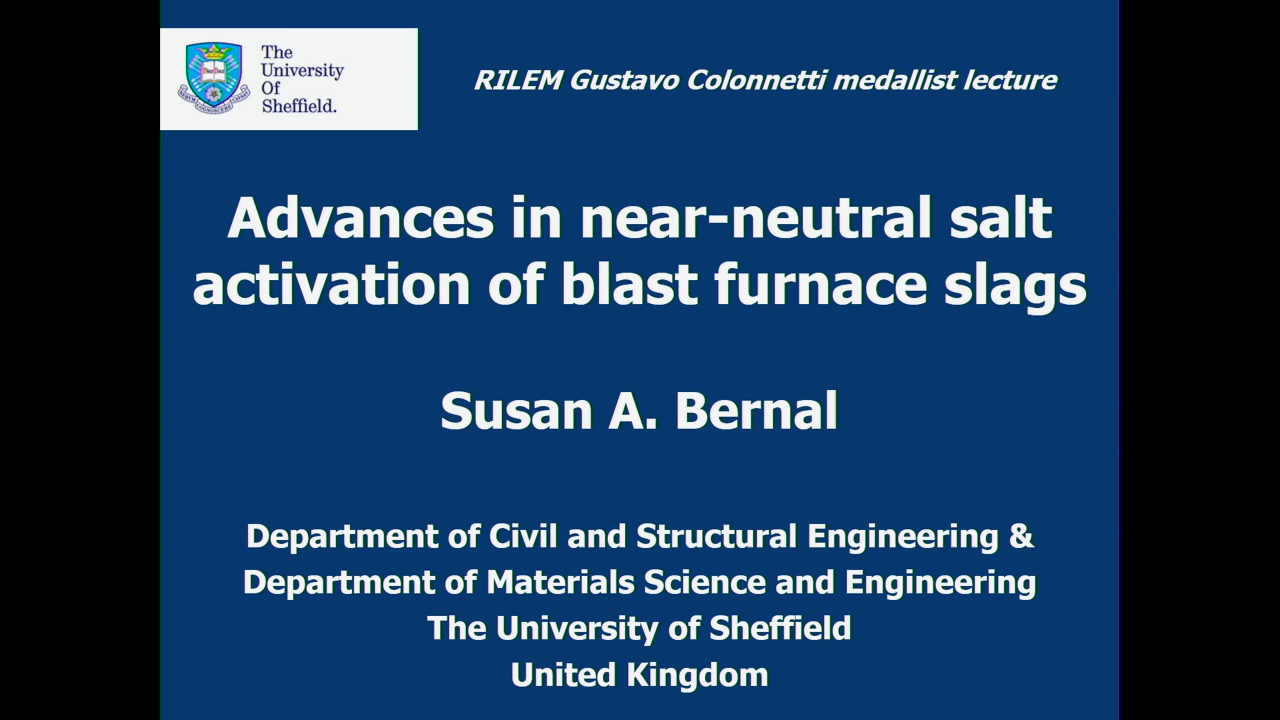 The
University
Of
Sheffield.
RILEM Gustavo Colonnetti medallist lecture
Advances in near-neutral salt
activation of blast furnace slags
Susan A. Bernal
Department of Civil and Structural Engineering &
Department of Materials Science and Engineering
The University of Sheffield
United Kingdom